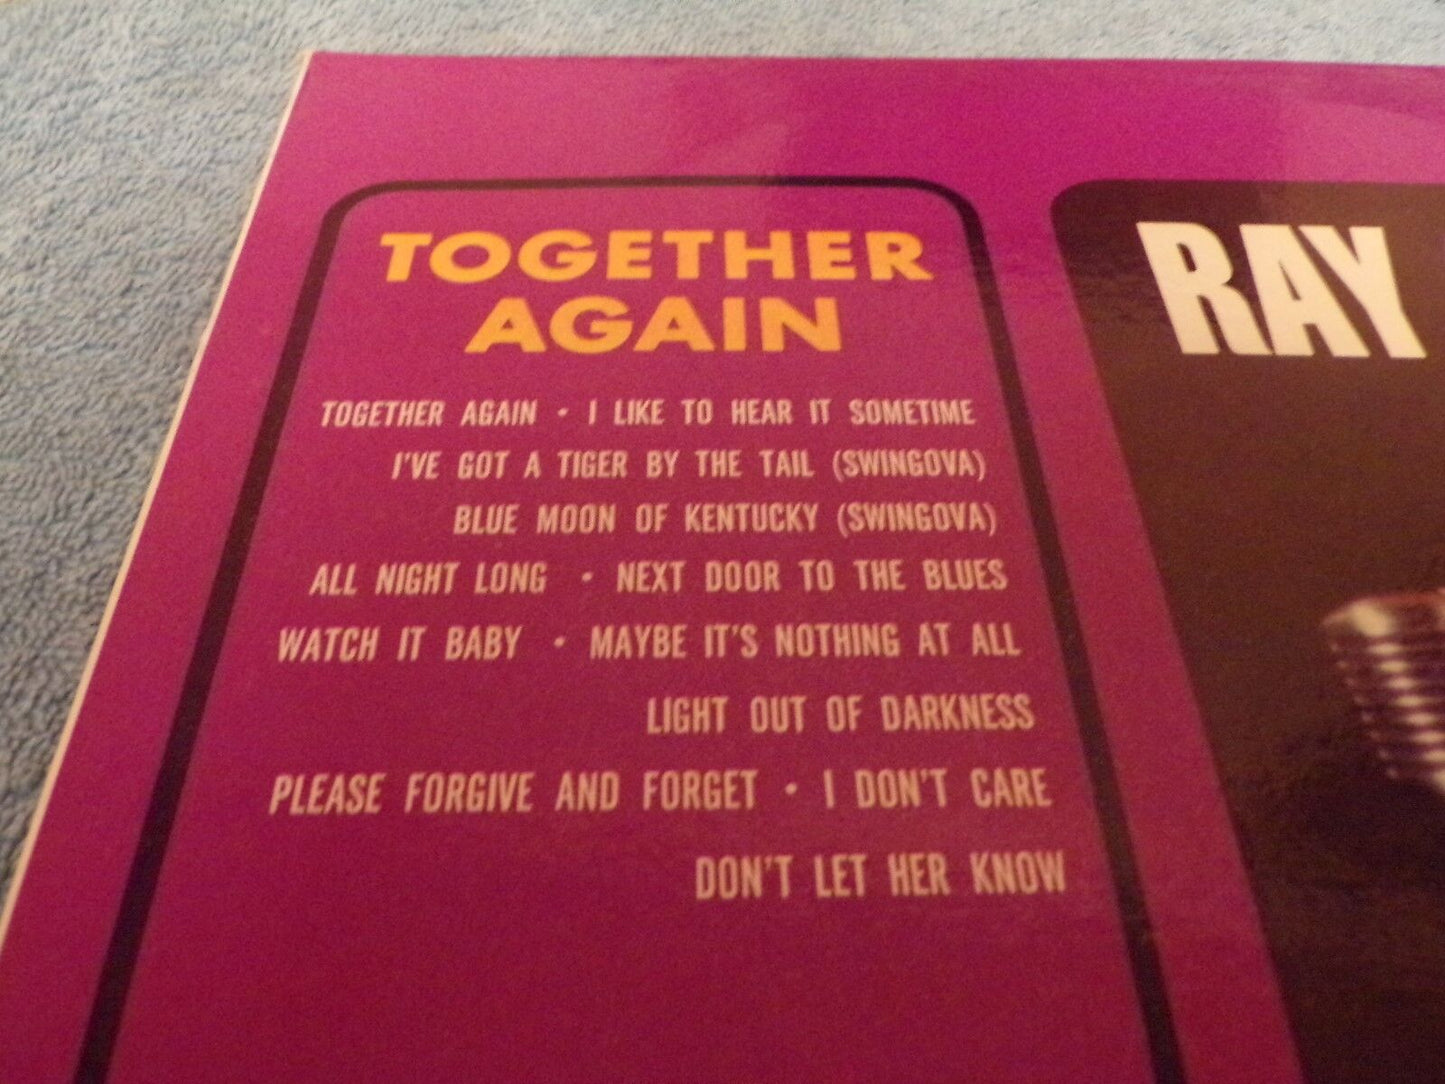 TOGETHER
AGAIN
TOGETHER AGAIN • I LIKE TO HEAR IT SOMETIME
I'VE GOT A TIGER BY THE TAIL (SWINGOVA)
BLUE MOON OF KENTUCKY (SWINGOVA)
ALL NIGHT LONG • NEXT DOOR TO THE BLUES
WATCH IT BABY • MAYBE IT'S NOTHING AT ALL
LIGHT OUT OF DARKNESS
PLEASE FORGIVE AND FORGET • I DON'T CARE
DON'T LET HER KNOW
RAY